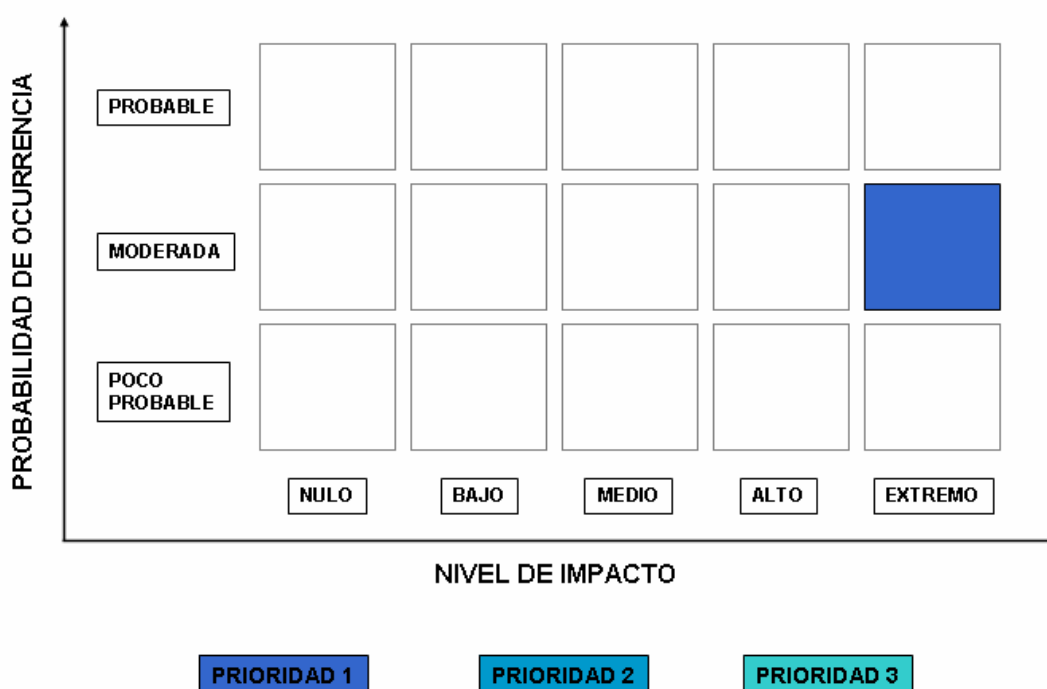 PROBABILIDAD DE OCURRENCIA
PROBABLE
MODERADA
POCO
PROBABLE
NULO
BAJO
MEDIO
ALTO
EXTREMO
NIVEL DE IMPACTO
PRIORIDAD 1
PRIORIDAD 2
PRIORIDAD 3